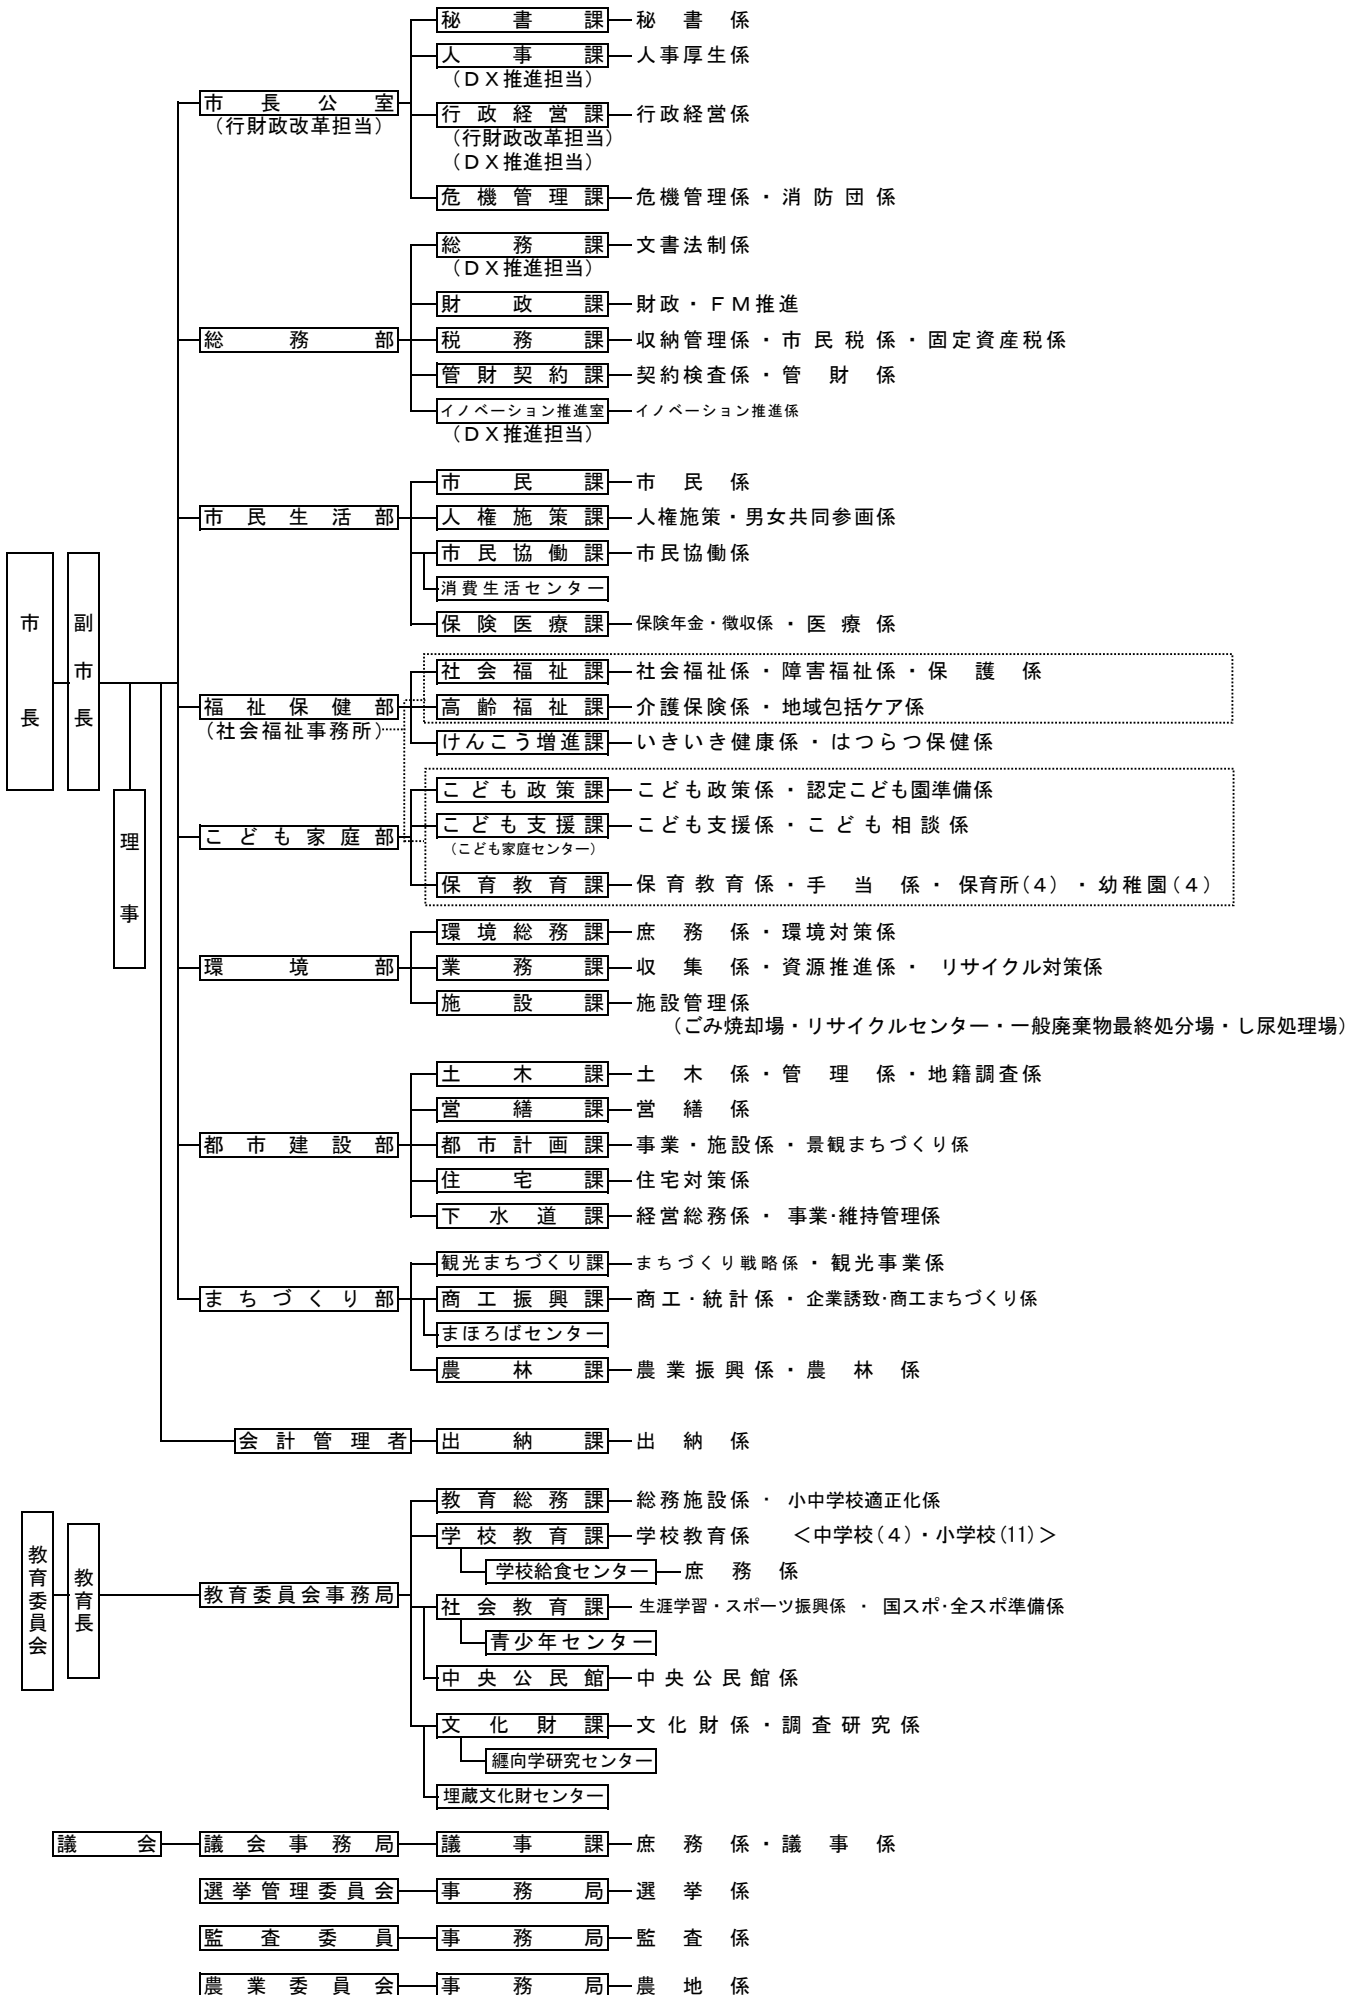 秘書課 秘書係
人事課 人事厚生係
（ＤＸ推進担当）
市長公室
（行財政改革担当）
行政経営課 行政経営係
（行財政改革担当）
（ＤＸ推進担当）
危機管理課 危機管理係・消防団係
総務課 文書法制係
（ＤＸ推進担当）
財政課 財政・ＦＭ推進
総務部 税務課 収納管理係・市民税係・固定資産税係
管財契約課 契約検査係・管財係
イノベーション推進室 イノベーション推進係
（ＤＸ推進担当）
市民課 市民係
市民生活部 人権施策課 人権施策・男女共同参画係
市民協働課 市民協働係
消費生活センター
保険医療課 保険年金・徴収係・医療係
市長
副市長
理事
社会福祉課 社会福祉係・障害福祉係・保護係
福祉保健部 高齢福祉課 介護保険係・地域包括ケア係
（社会福祉事務所）
けんこう増進課 いきいき健康係・はつらつ保健係
こども政策課 こども政策係・認定こども園準備係
こども家庭部 こども支援課 こども支援係・こども相談係
（こども家庭センター）
保育教育課 保育教育係・手当係・保育所(４)・幼稚園(４)
環境総務課 庶務係・環境対策係
環境部 業務課 収集係・資源推進係・リサイクル対策係
施設課 施設管理係
（ごみ焼却場・リサイクルセンター・一般廃棄物最終処分場・し尿処理場）
土木課 土木係・管理係・地籍調査係
営繕課 営繕係
都市建設部 都市計画課 事業・施設係・景観まちづくり係
住宅課 住宅対策係
下水道課 経営総務係・事業･維持管理係
観光まちづくり課 まちづくり戦略係・観光事業係
まちづくり部 商工振興課 商工･統計係・企業誘致･商工まちづくり係
まほろばセンター
農林課 農業振興係・農林係
会計管理者 出納課 出納係
教育委員会
教育長
教育総務課 総務施設係・小中学校適正化係
学校教育課 学校教育係 ＜中学校(４)・小学校(11)＞
学校給食センター 庶務係
教育委員会事務局 社会教育課 生涯学習・スポーツ振興係・国スポ･全スポ準備係
青少年センター
中央公民館 中央公民館係
文化財課 文化財係・調査研究係
纒向学研究センター
埋蔵文化財センター
議会 議会事務局 議事課 庶務係・議事係
選挙管理委員会 事務局 選挙係
監査委員 事務局 監査係
農業委員会 事務局 農地係